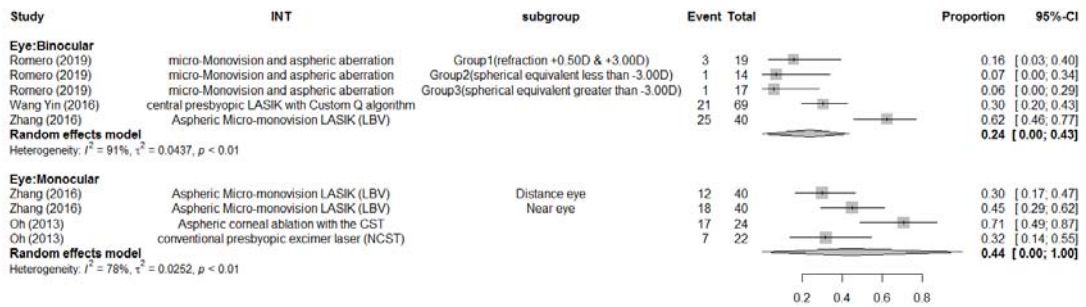 Study INT subgroup Event Total Proportion 95%-CI
Eye:Binocular
Romero (2019) micro-Monovision and aspheric aberration Group1(refraction +0.50D & +3.00D) 3 19 0.16 [0.03; 0.40]
Romero (2019) micro-Monovision and aspheric aberration Group2(spherical equivalent less than -3.00D) 1 14 0.07 [0.00; 0.34]
Romero (2019) micro-Monovision and aspheric aberration Group3(spherical equivalent greater than -3.00D) 1 17 0.06 [0.00; 0.29]
Wang Yin (2016) central presbyopic LASIK with Custom Q algorithm 21 69 0.30 [0.20; 0.43]
Zhang (2016) Aspheric Micro-monovision LASIK (LBV) 25 40 0.62 [0.46; 0.77]
Random effects model 0.24 [0.00; 0.43]
Heterogeneity: I² = 91%, τ² = 0.0437, p < 0.01
Eye:Monocular
Zhang (2016) Aspheric Micro-monovision LASIK (LBV) Distance eye 12 40 0.30 [0.17; 0.47]
Zhang (2016) Aspheric Micro-monovision LASIK (LBV) Near eye 18 40 0.45 [0.29; 0.62]
Oh (2013) Aspheric corneal ablation with the CST 17 24 0.71 [0.49; 0.87]
Oh (2013) conventional presbyopic excimer laser (NCST) 7 22 0.32 [0.14; 0.55]
Random effects model 0.44 [0.00; 1.00]
Heterogeneity: I² = 78%, τ² = 0.0252, p < 0.01
0.2 0.4 0.6 0.8